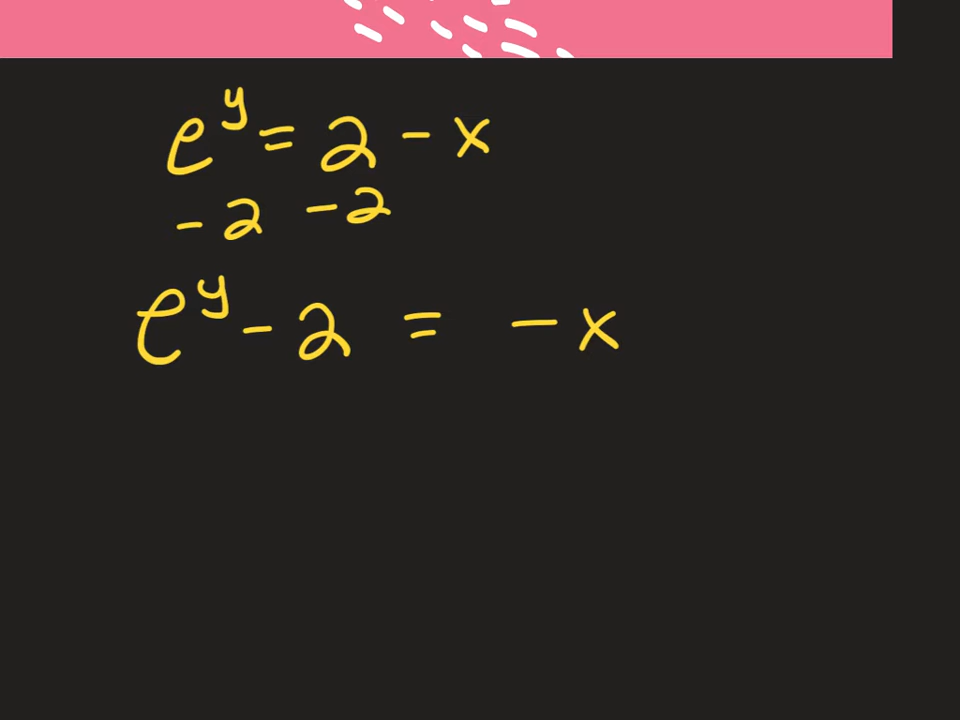 e^y = 2 - x
- 2 - 2
e^y - 2 = - x